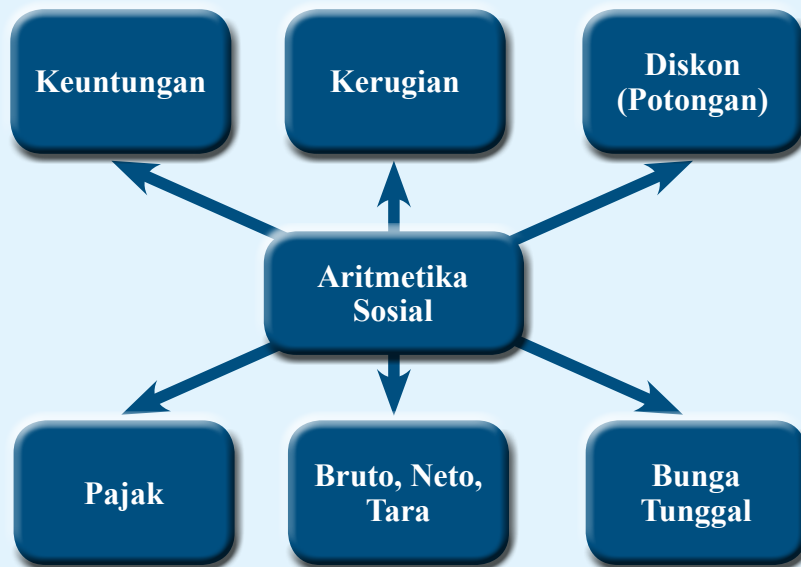 Keuntungan
Kerugian
Diskon
(Potongan)
Aritmetika
Sosial
Pajak
Bruto, Neto,
Tara
Bunga
Tunggal